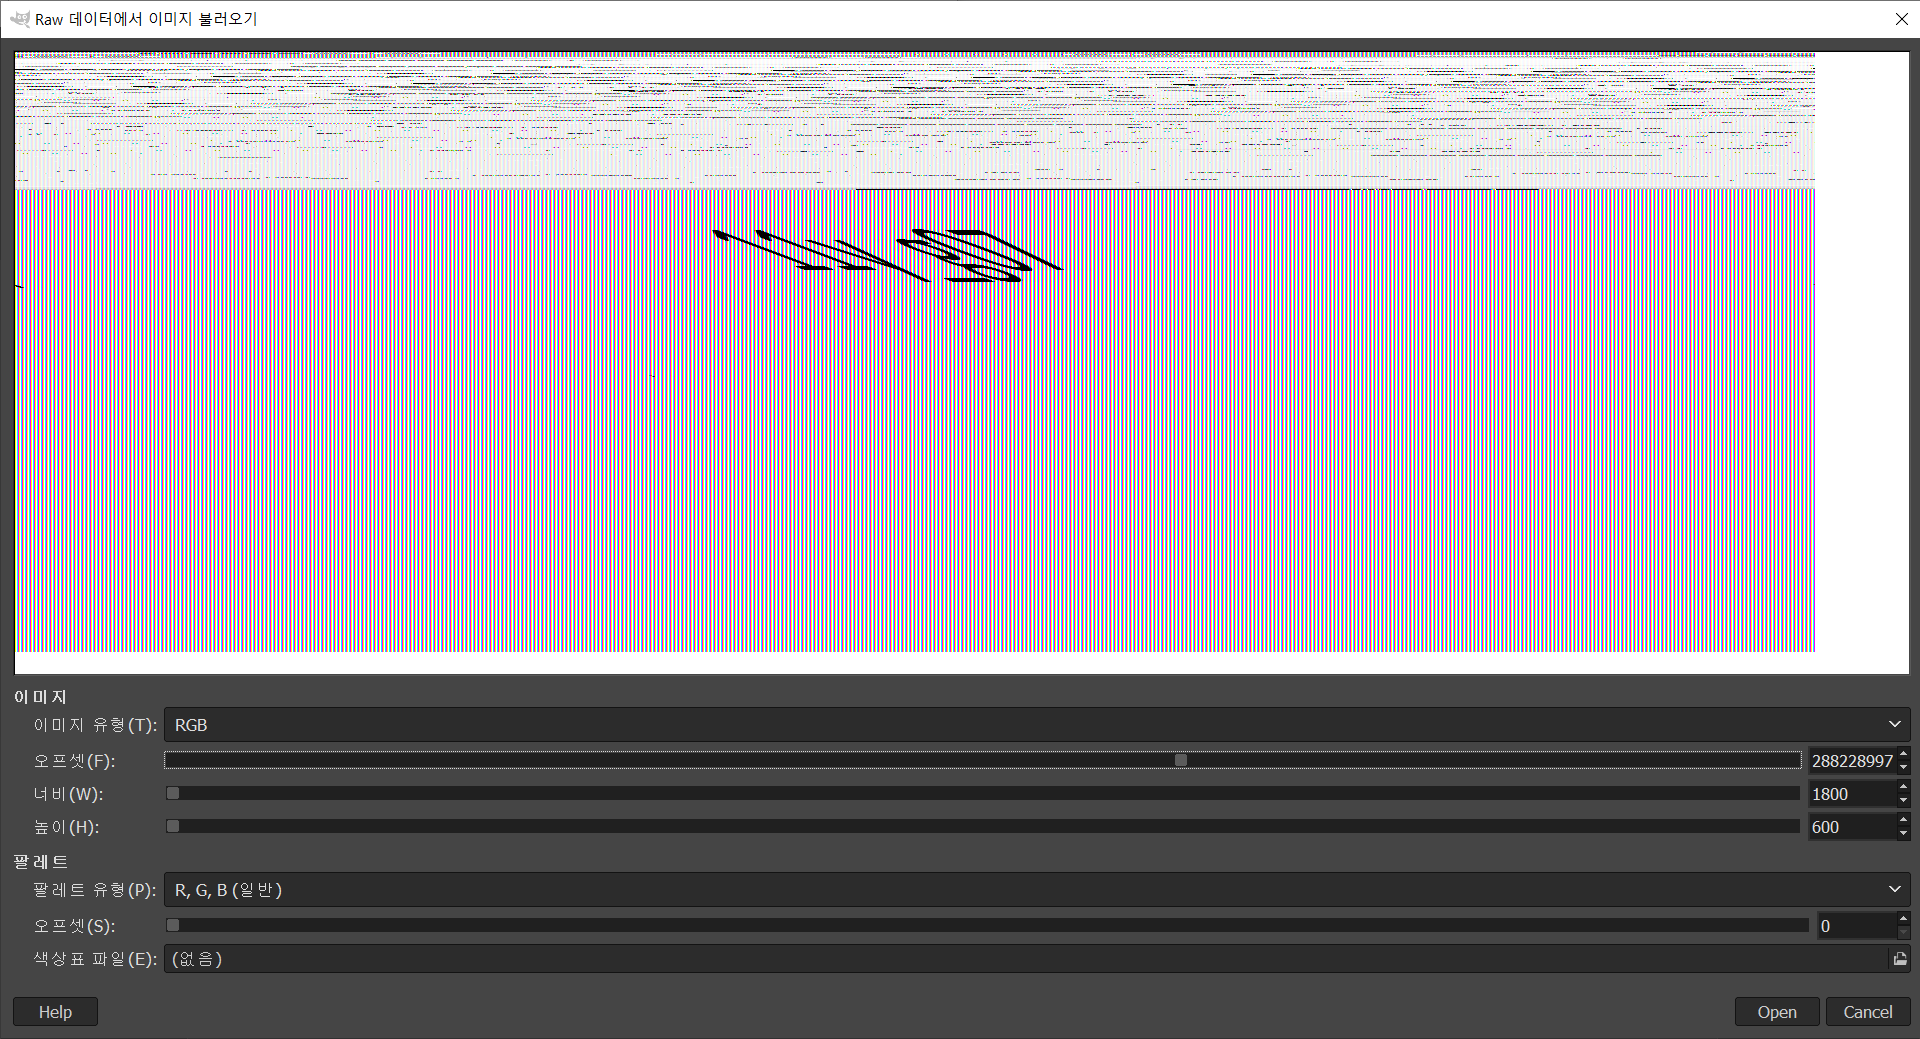 Raw 데이터에서 이미지 불러오기
이미지
이미지 유형(T): RGB
오프셋(F): 288228997
너비(W): 1800
높이(H): 600
팔레트
팔레트 유형(P): R, G, B (일반)
오프셋(S): 0
색상표 파일(E): (없음)
Help Open Cancel